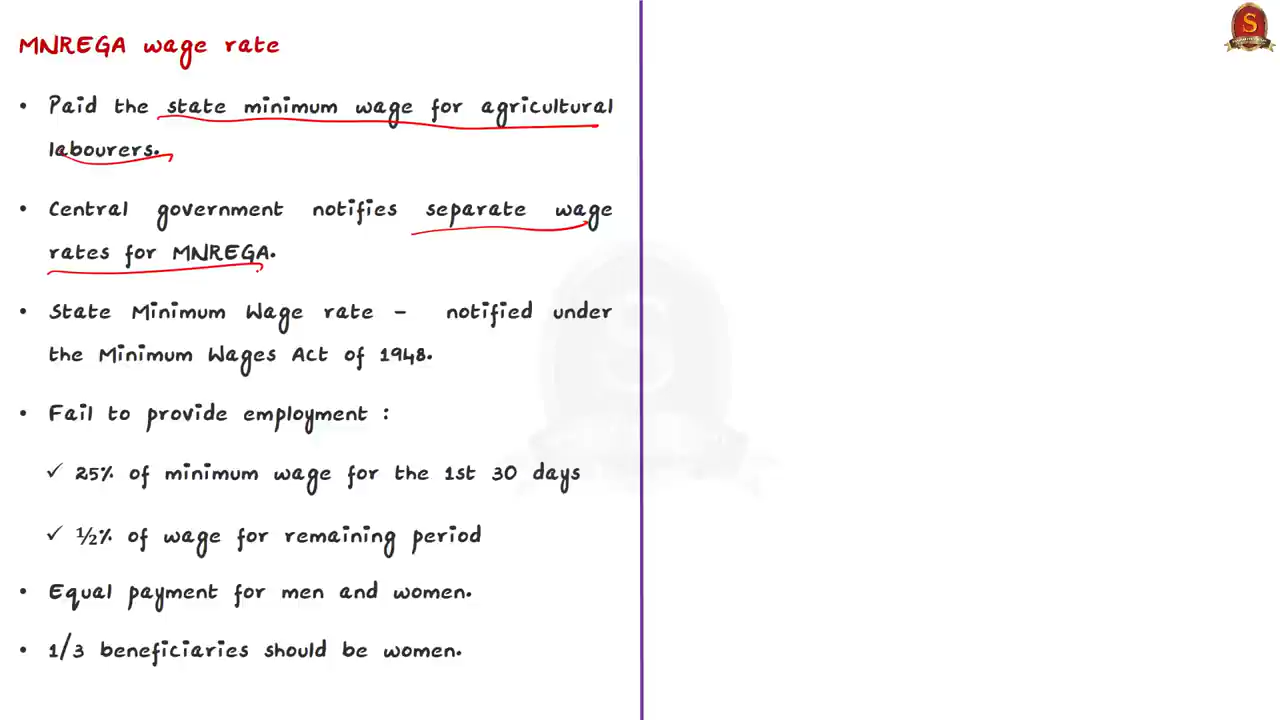 MNREGA wage rate
• Paid the state minimum wage for agricultural
labourers.
• Central government notifies separate wage
rates for MNREGA.
• State Minimum Wage rate – notified under
the Minimum Wages Act of 1948.
• Fail to provide employment :
✓ 25% of minimum wage for the 1st 30 days
✓ ½% of wage for remaining period
• Equal payment for men and women.
• 1/3 beneficiaries should be women.
S